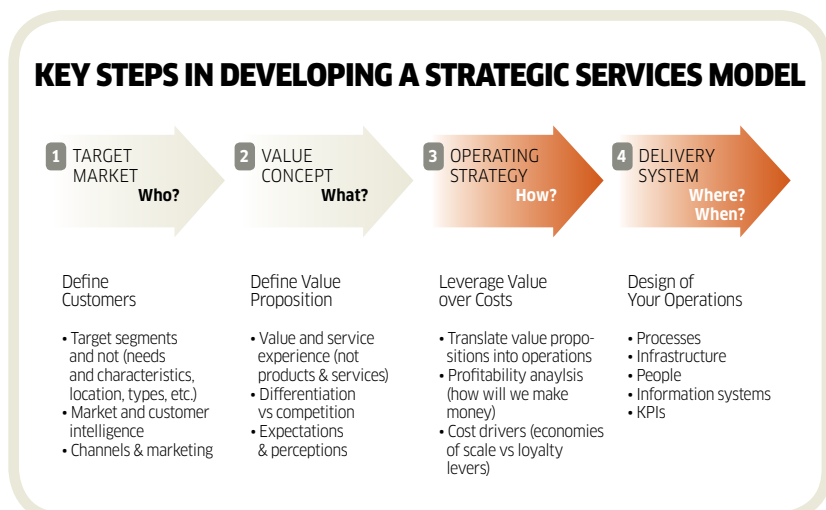 KEY STEPS IN DEVELOPING A STRATEGIC SERVICES MODEL
1 TARGET
MARKET
Who?
Define
Customers
• Target segments
and not (needs
and characteristics,
location, types, etc.)
• Market and customer
intelligence
• Channels & marketing
2 VALUE
CONCEPT
What?
Define Value
Proposition
• Value and service
experience (not
products & services)
• Differentiation
vs competition
• Expectations
& perceptions
3 OPERATING
STRATEGY
How?
Leverage Value
over Costs
• Translate value propo-
sitions into operations
• Profitability anaylsis
(how will we make
money)
• Cost drivers (economies
of scale vs loyalty
levers)
4 DELIVERY
SYSTEM
Where?
When?
Design of
Your Operations
• Processes
• Infrastructure
• People
• Information systems
• KPIs